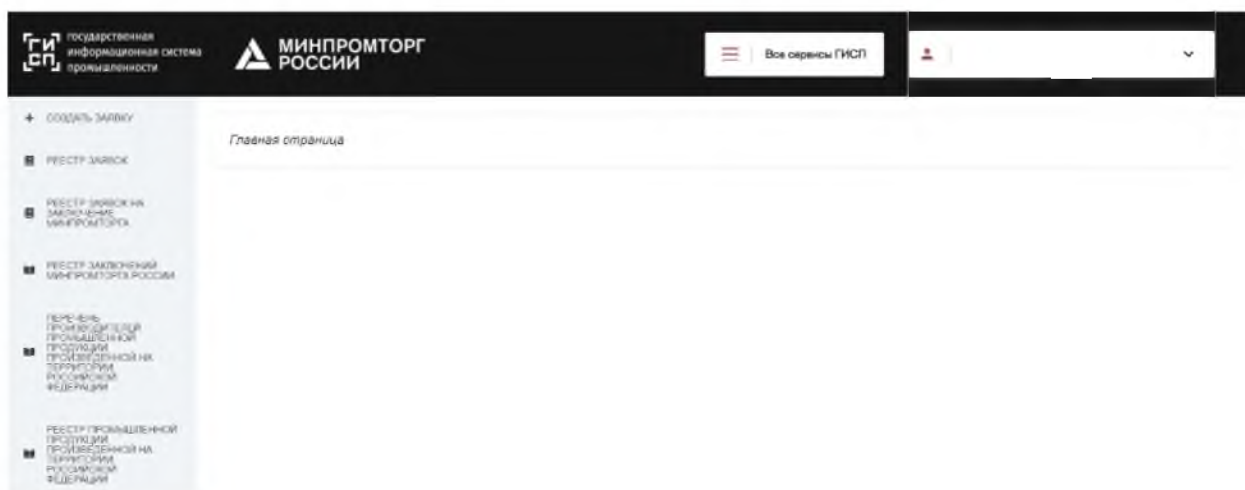 ГИСП
государственная
информационная система
промышленности
МИНПРОМТОРГ
РОССИИ
Все сервисы ГИСП
СОЗДАТЬ ЗАЯВКУ
Главная страница
РЕЕСТР ЗАЯВОК
РЕЕСТР ЗАЯВОК НА
ЗАКЛЮЧЕНИЕ
МИНПРОМТОРГА
РЕЕСТР ЗАКЛЮЧЕНИЙ
МИНПРОМТОРГА РОССИИ
ПЕРЕЧЕНЬ
ПРОИЗВОДИТЕЛЕЙ
ПРОМЫШЛЕННОЙ
ПРОДУКЦИИ
ПРОИЗВЕДЕННОЙ НА
ТЕРРИТОРИИ
РОССИЙСКОЙ
ФЕДЕРАЦИИ
РЕЕСТР ПРОМЫШЛЕННОЙ
ПРОДУКЦИИ
ПРОИЗВЕДЕННОЙ НА
ТЕРРИТОРИИ
РОССИЙСКОЙ
ФЕДЕРАЦИИ